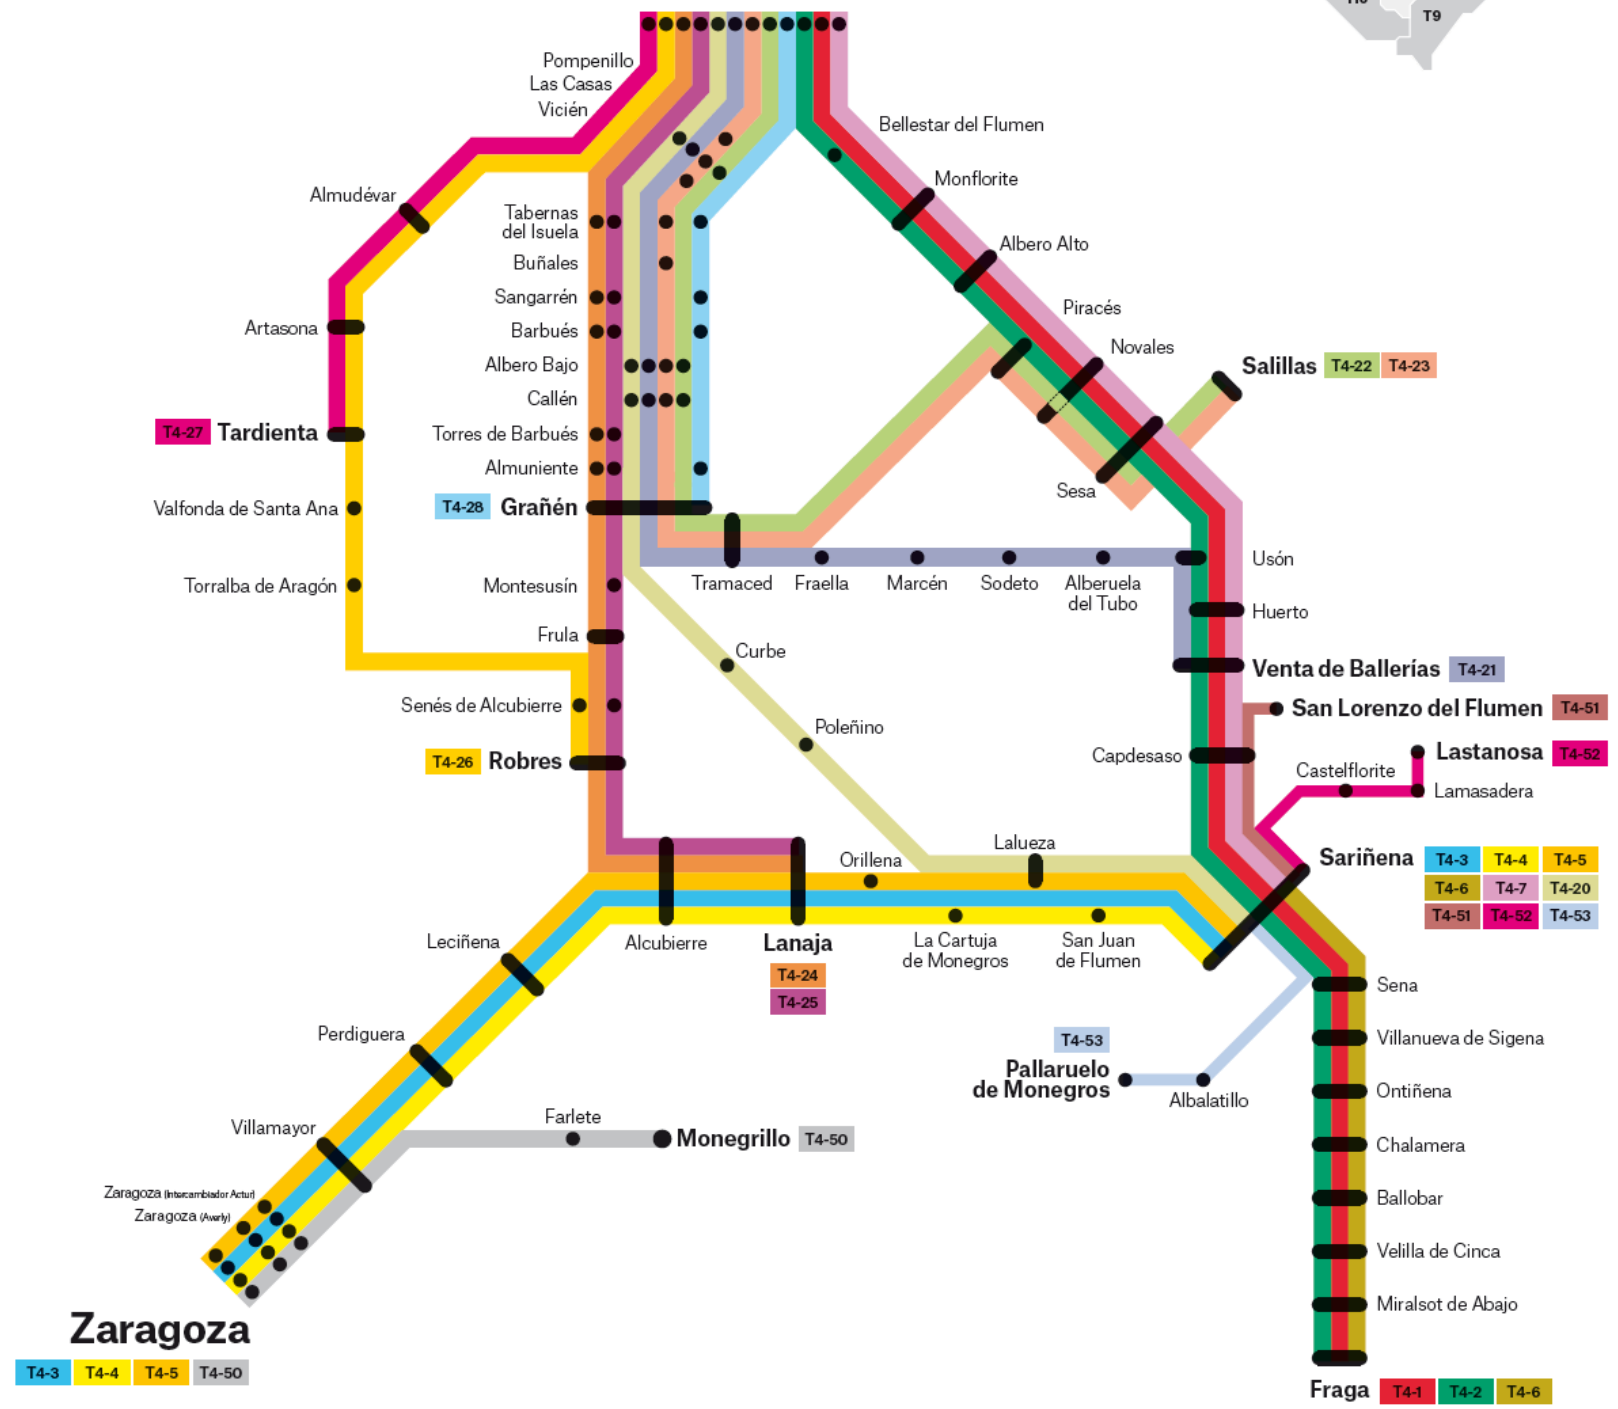 T9
Pompenillo
Las Casas
Vicién
Bellestar del Flumen
Monflorite
Almudévar
Tabernas
del Isuela
Albero Alto
Buñales
Sangarrén
Piracés
Artasona
Barbués
Novales
Albero Bajo
Salillas T4-22 T4-23
Callén
T4-27 Tardienta
Torres de Barbués
Almuniente
Sesa
Valfonda de Santa Ana
T4-28 Grañén
Usón
Torralba de Aragón
Montesusín
Tramaced
Fraella
Marcén
Sodeto
Alberuela
del Tubo
Huerto
Frula
Curbe
Venta de Ballerías T4-21
Senés de Alcubierre
San Lorenzo del Flumen T4-51
Poleñino
T4-26 Robres
Capdesaso
Lastanosa T4-52
Castelflorite
Lamasadera
Lalueza
Orillena
Sariñena T4-3 T4-4 T4-5
T4-6 T4-7 T4-20
T4-51 T4-52 T4-53
Leciñena
Alcubierre
Lanaja
T4-24
T4-25
La Cartuja
de Monegros
San Juan
de Flumen
Sena
Perdiguera
T4-53
Pallaruelo
de Monegros
Albalatillo
Villanueva de Sigena
Ontiñena
Villamayor
Farlete
Monegrillo T4-50
Chalamera
Zaragoza (Intercambiador Actur)
Zaragoza (Averly)
Ballobar
Velilla de Cinca
Miralsot de Abajo
Zaragoza
T4-3 T4-4 T4-5 T4-50
Fraga T4-1 T4-2 T4-6